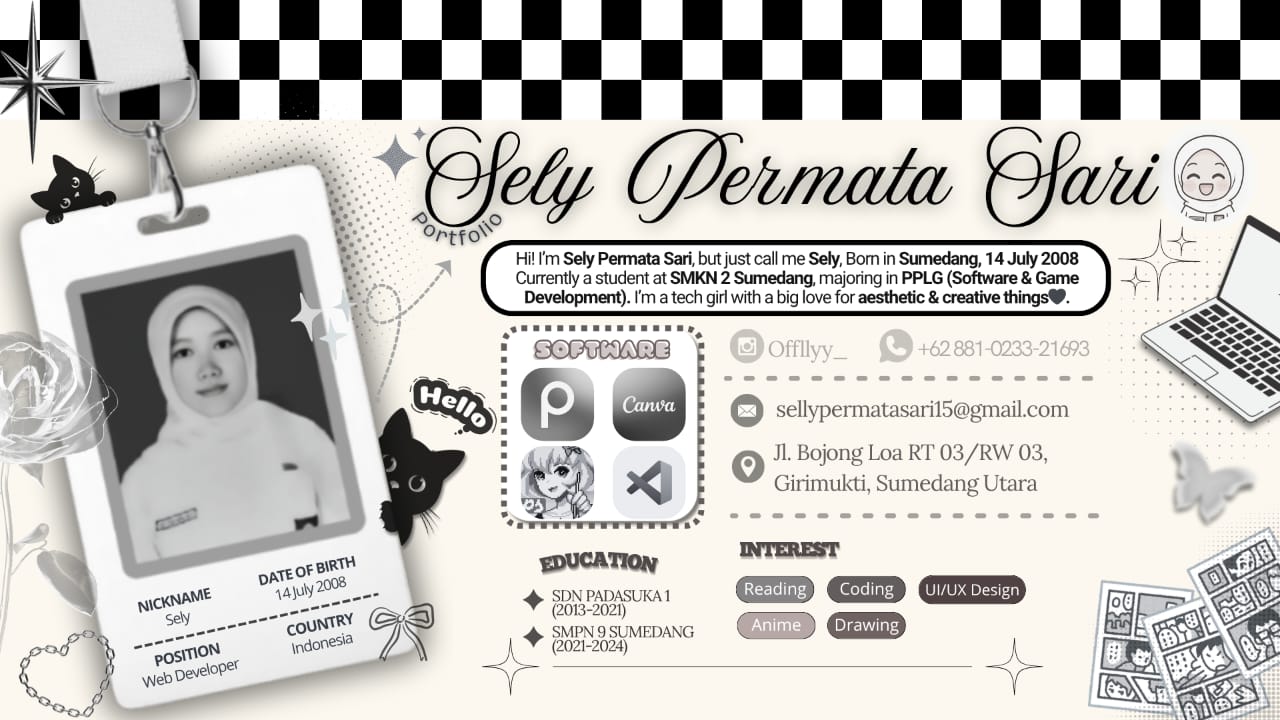 Sely Permata Sari
Portfolio
Hi! I'm Sely Permata Sari, but just call me Sely, Born in Sumedang, 14 July 2008
Currently a student at SMKN 2 Sumedang, majoring in PPLG (Software & Game
Development). I'm a tech girl with a big love for aesthetic & creative things🖤.
Hello
SOFTWARE
Canva
Offllyy_
+62 881-0233-21693
sellypermatasari15@gmail.com
Jl. Bojong Loa RT 03/RW 03,
Girimukti, Sumedang Utara
EDUCATION
SDN PADASUKA 1
(2013-2021)
SMPN 9 SUMEDANG
(2021-2024)
INTEREST
Reading
Coding
UI/UX Design
Anime
Drawing
NICKNAME
Sely
DATE OF BIRTH
14 July 2008
POSITION
Web Developer
COUNTRY
Indonesia